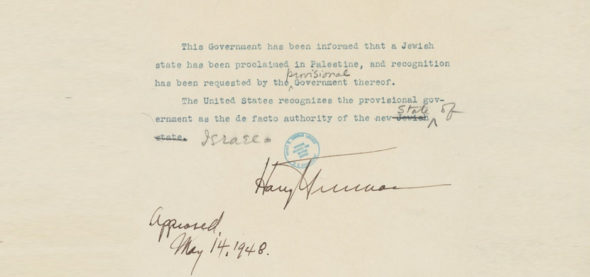 This Government has been informed that a Jewish
state has been proclaimed in Palestine, and recognition
provisional
has been requested by the Government thereof.
The United States recognizes the provisional gov-
State of
ernment as the de facto authority of the new Jewish
state. Israel.
Harry Truman
Approved,
May 14, 1948.